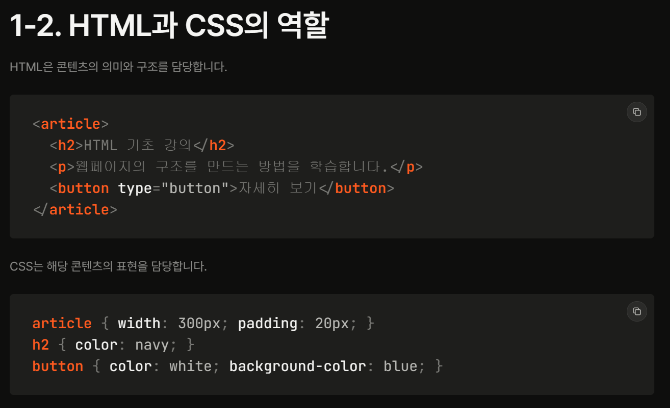 1-2. HTML과 CSS의 역할
HTML은 콘텐츠의 의미와 구조를 담당합니다.
<article>
  <h2>HTML 기초 강의</h2>
  <p>웹페이지의 구조를 만드는 방법을 학습합니다.</p>
  <button type="button">자세히 보기</button>
</article>
CSS는 해당 콘텐츠의 표현을 담당합니다.
article { width: 300px; padding: 20px; }
h2 { color: navy; }
button { color: white; background-color: blue; }